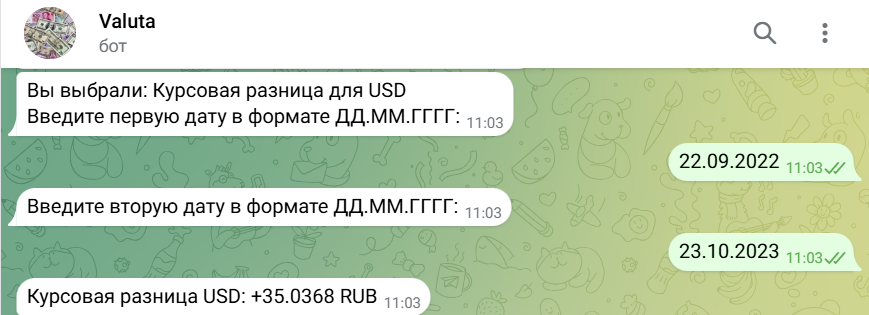 Valuta
бот
Вы выбрали: Курсовая разница для USD
Введите первую дату в формате ДД.ММ.ГГГГ: 11:03
22.09.2022 11:03
Введите вторую дату в формате ДД.ММ.ГГГГ: 11:03
23.10.2023 11:03
Курсовая разница USD: +35.0368 RUB 11:03